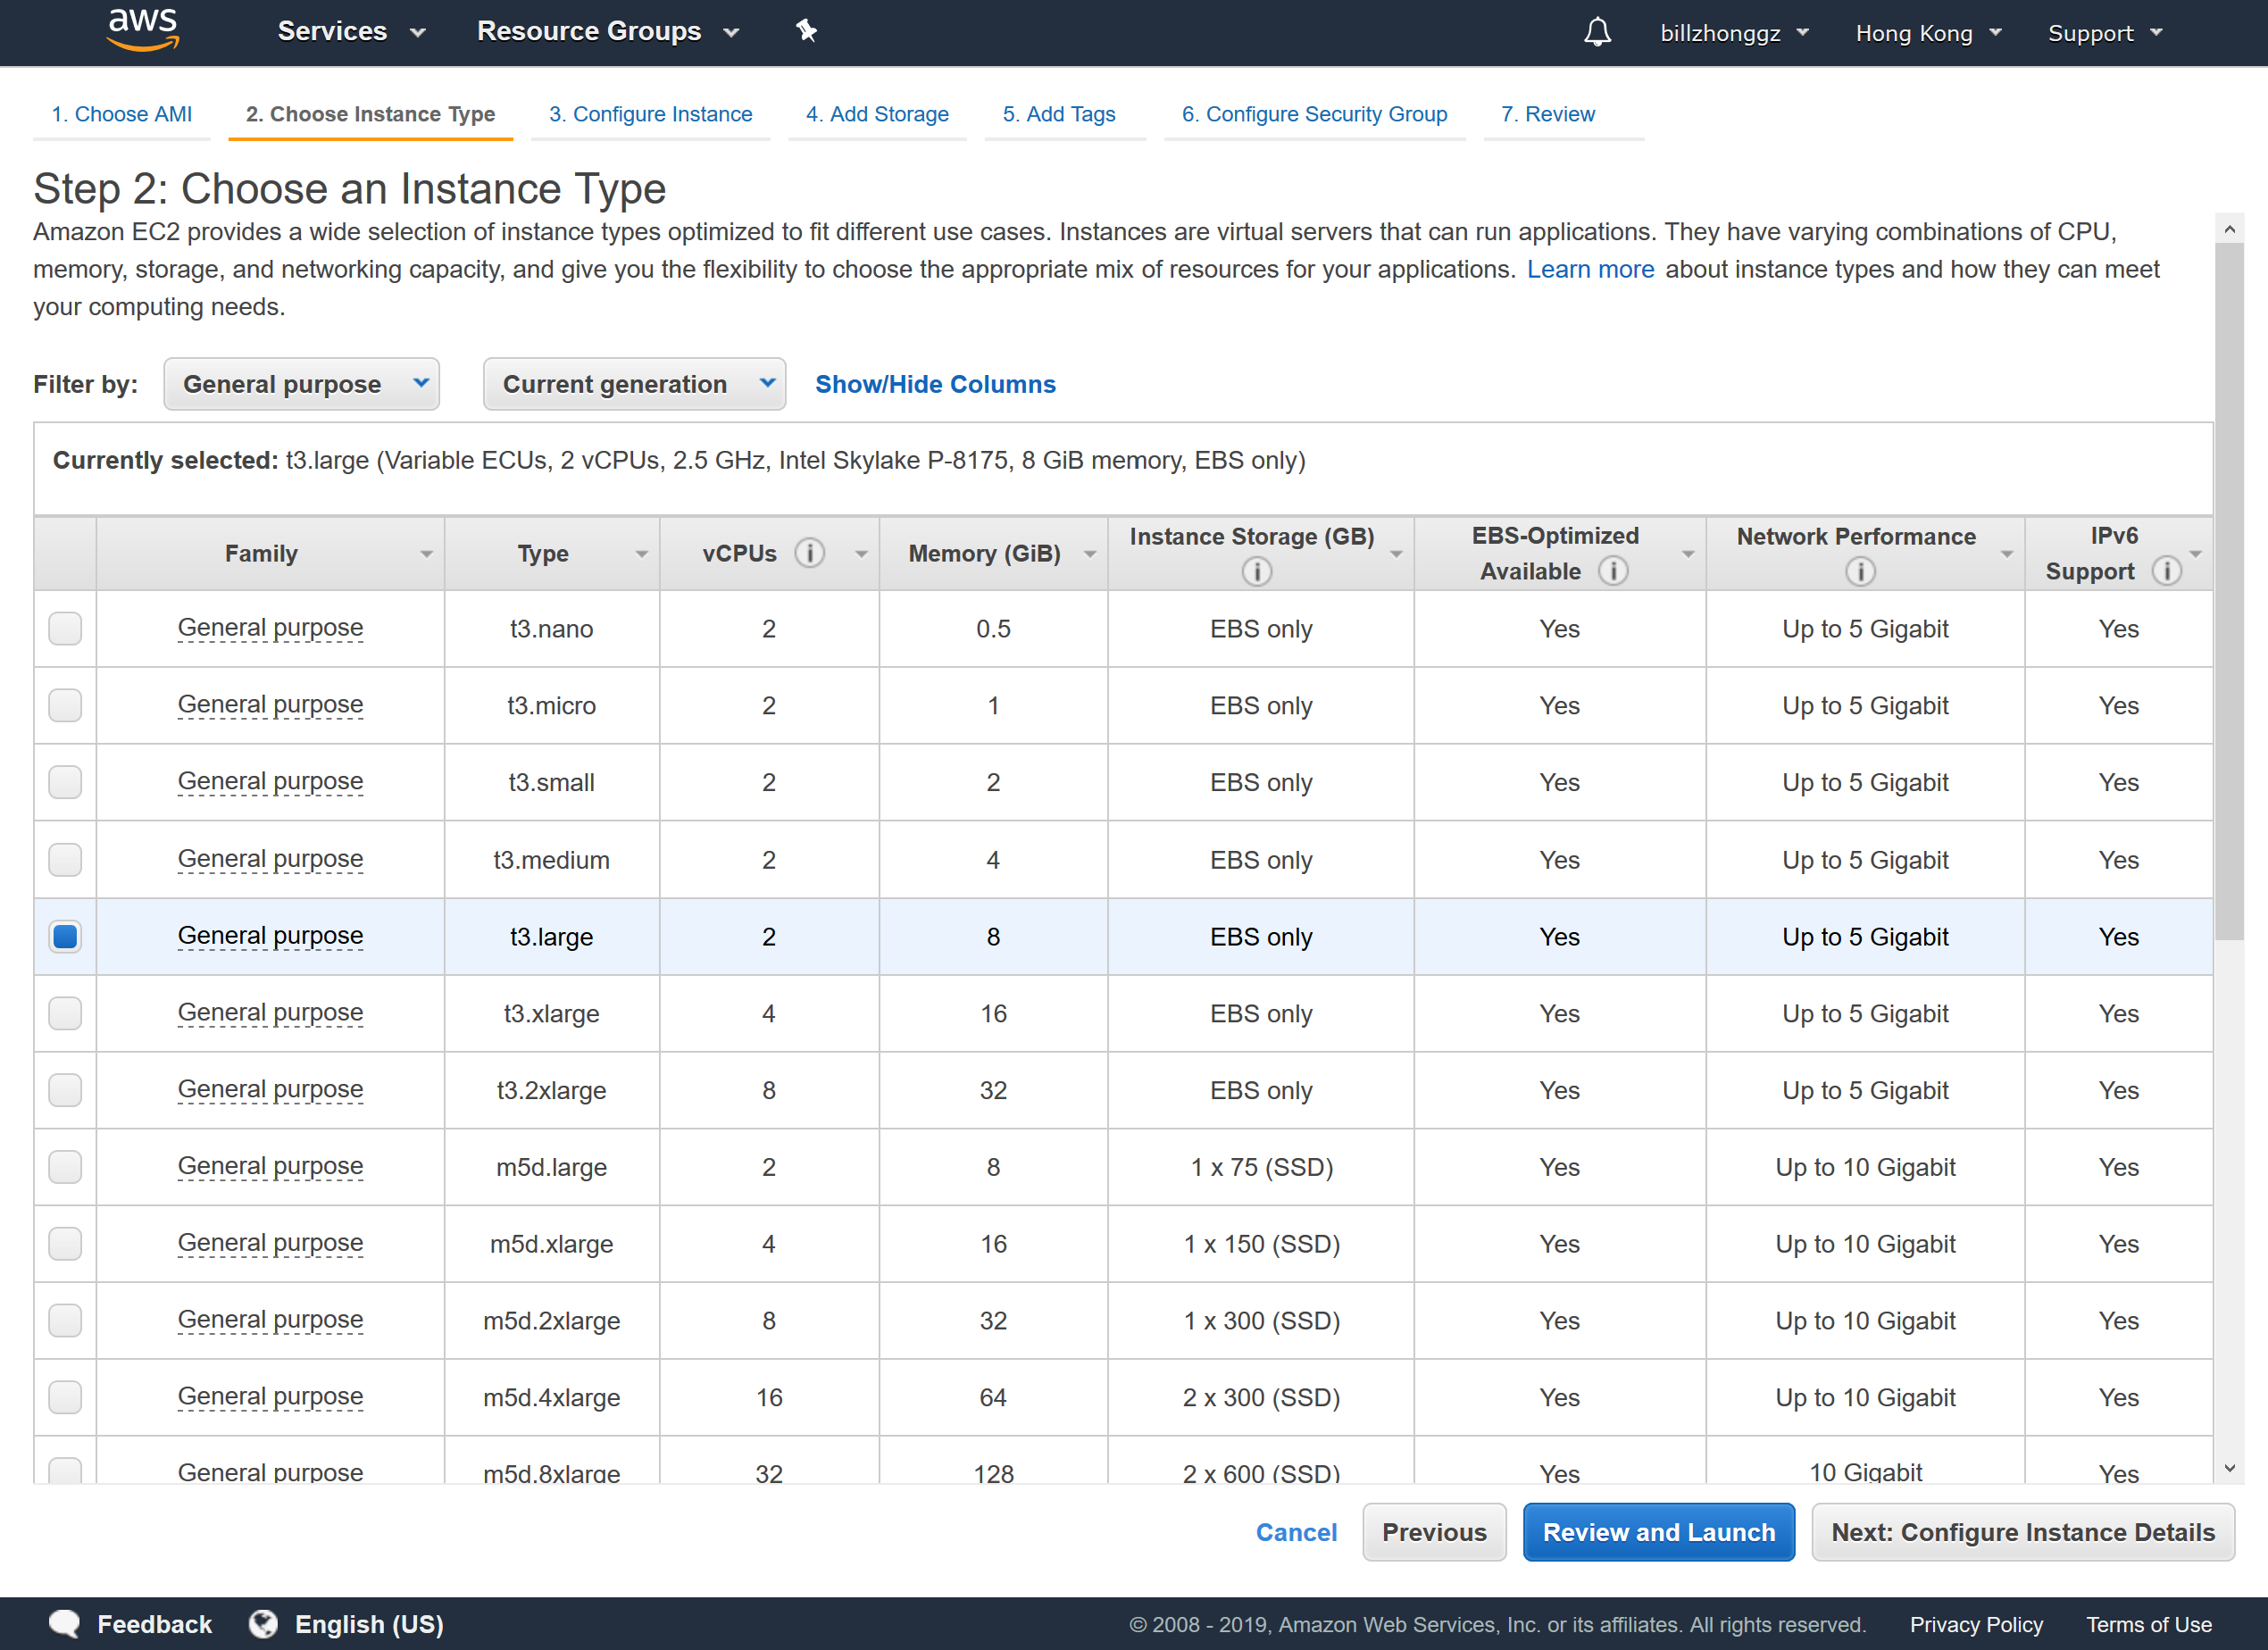 aws Services Resource Groups billzhonggz Hong Kong Support
1. Choose AMI 2. Choose Instance Type 3. Configure Instance 4. Add Storage 5. Add Tags 6. Configure Security Group 7. Review
Step 2: Choose an Instance Type
Amazon EC2 provides a wide selection of instance types optimized to fit different use cases. Instances are virtual servers that can run applications. They have varying combinations of CPU,
memory, storage, and networking capacity, and give you the flexibility to choose the appropriate mix of resources for your applications. Learn more about instance types and how they can meet
your computing needs.
Filter by: General purpose Current generation Show/Hide Columns
Currently selected: t3.large (Variable ECUs, 2 vCPUs, 2.5 GHz, Intel Skylake P-8175, 8 GiB memory, EBS only)
Family Type vCPUs Memory (GiB) Instance Storage (GB) EBS-Optimized Available Network Performance IPv6 Support
General purpose t3.nano 2 0.5 EBS only Yes Up to 5 Gigabit Yes
General purpose t3.micro 2 1 EBS only Yes Up to 5 Gigabit Yes
General purpose t3.small 2 2 EBS only Yes Up to 5 Gigabit Yes
General purpose t3.medium 2 4 EBS only Yes Up to 5 Gigabit Yes
General purpose t3.large 2 8 EBS only Yes Up to 5 Gigabit Yes
General purpose t3.xlarge 4 16 EBS only Yes Up to 5 Gigabit Yes
General purpose t3.2xlarge 8 32 EBS only Yes Up to 5 Gigabit Yes
General purpose m5d.large 2 8 1 x 75 (SSD) Yes Up to 10 Gigabit Yes
General purpose m5d.xlarge 4 16 1 x 150 (SSD) Yes Up to 10 Gigabit Yes
General purpose m5d.2xlarge 8 32 1 x 300 (SSD) Yes Up to 10 Gigabit Yes
General purpose m5d.4xlarge 16 64 2 x 300 (SSD) Yes Up to 10 Gigabit Yes
General purpose m5d.8xlarge 32 128 2 x 600 (SSD) Yes 10 Gigabit Yes
Cancel Previous Review and Launch Next: Configure Instance Details
Feedback English (US) © 2008 - 2019, Amazon Web Services, Inc. or its affiliates. All rights reserved. Privacy Policy Terms of Use